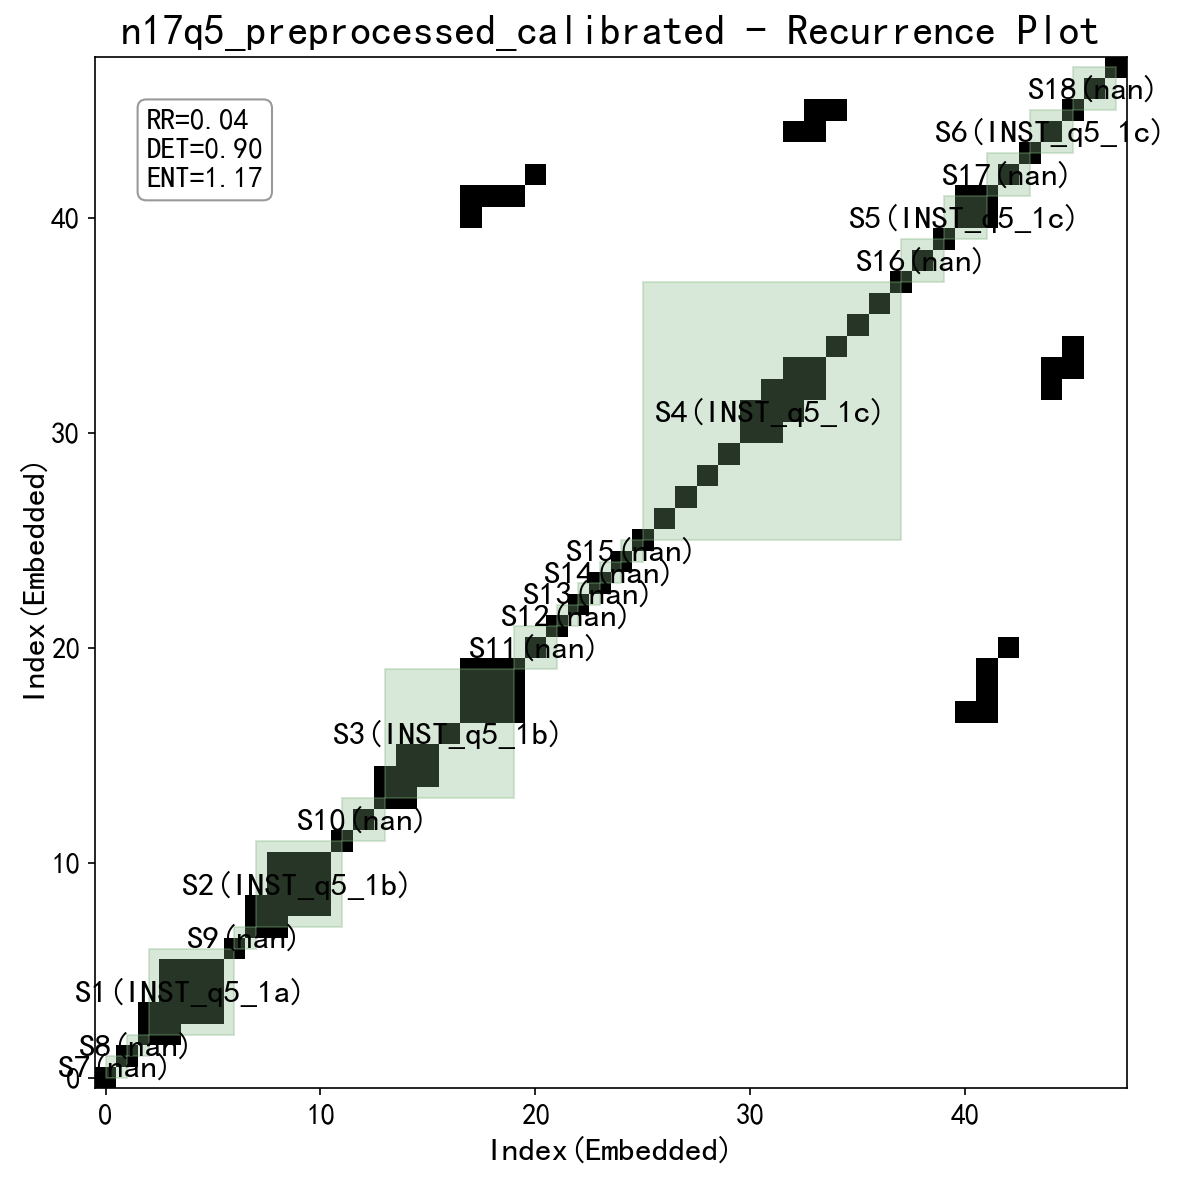 n17q5_preprocessed_calibrated - Recurrence Plot
RR=0.04
DET=0.90
ENT=1.17
S18(nan)
S6(INST_q5_1c)
S17(nan)
S5(INST_q5_1c)
S16(nan)
S4(INST_q5_1c)
S15(nan)
S14(nan)
S13(nan)
S12(nan)
S11(nan)
S3(INST_q5_1b)
S10(nan)
S2(INST_q5_1b)
S9(nan)
S1(INST_q5_1a)
S8(nan)
S7(nan)
40
30
20
10
0
0 10 20 30 40
Index(Embedded)
Index(Embedded)